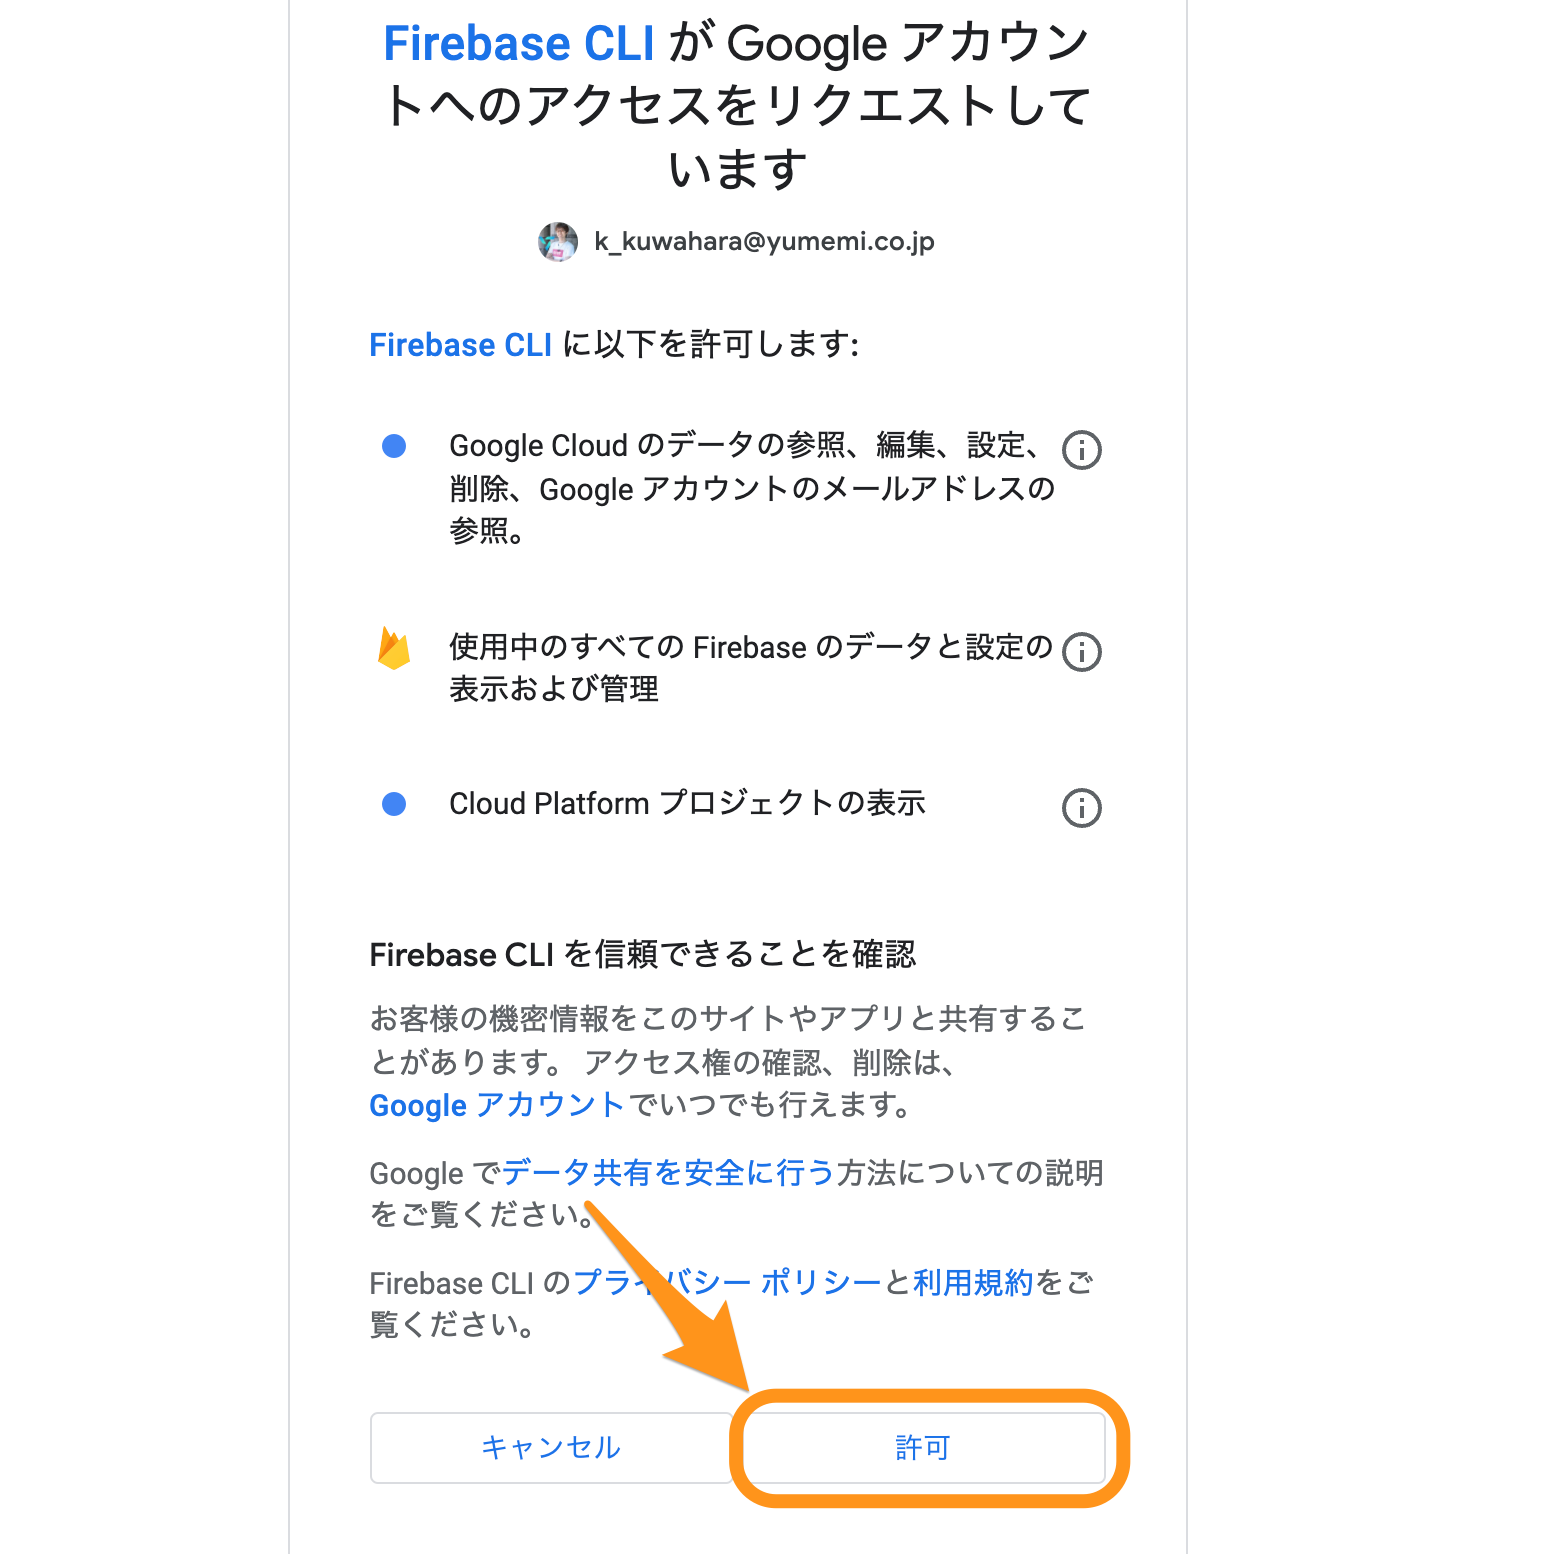 Firebase CLI が Google アカウン
トへのアクセスをリクエストして
います
k_kuwahara@yumemi.co.jp
Firebase CLI に以下を許可します:
Google Cloud のデータの参照、編集、設定、
削除、Google アカウントのメールアドレスの
参照。
使用中のすべての Firebase のデータと設定の
表示および管理
Cloud Platform プロジェクトの表示
Firebase CLI を信頼できることを確認
お客様の機密情報をこのサイトやアプリと共有するこ
とがあります。 アクセス権の確認、削除は、
Google アカウントでいつでも行えます。
Google でデータ共有を安全に行う方法についての説明
をご覧ください。
Firebase CLI のプライバシー ポリシーと利用規約をご
覧ください。
キャンセル
許可